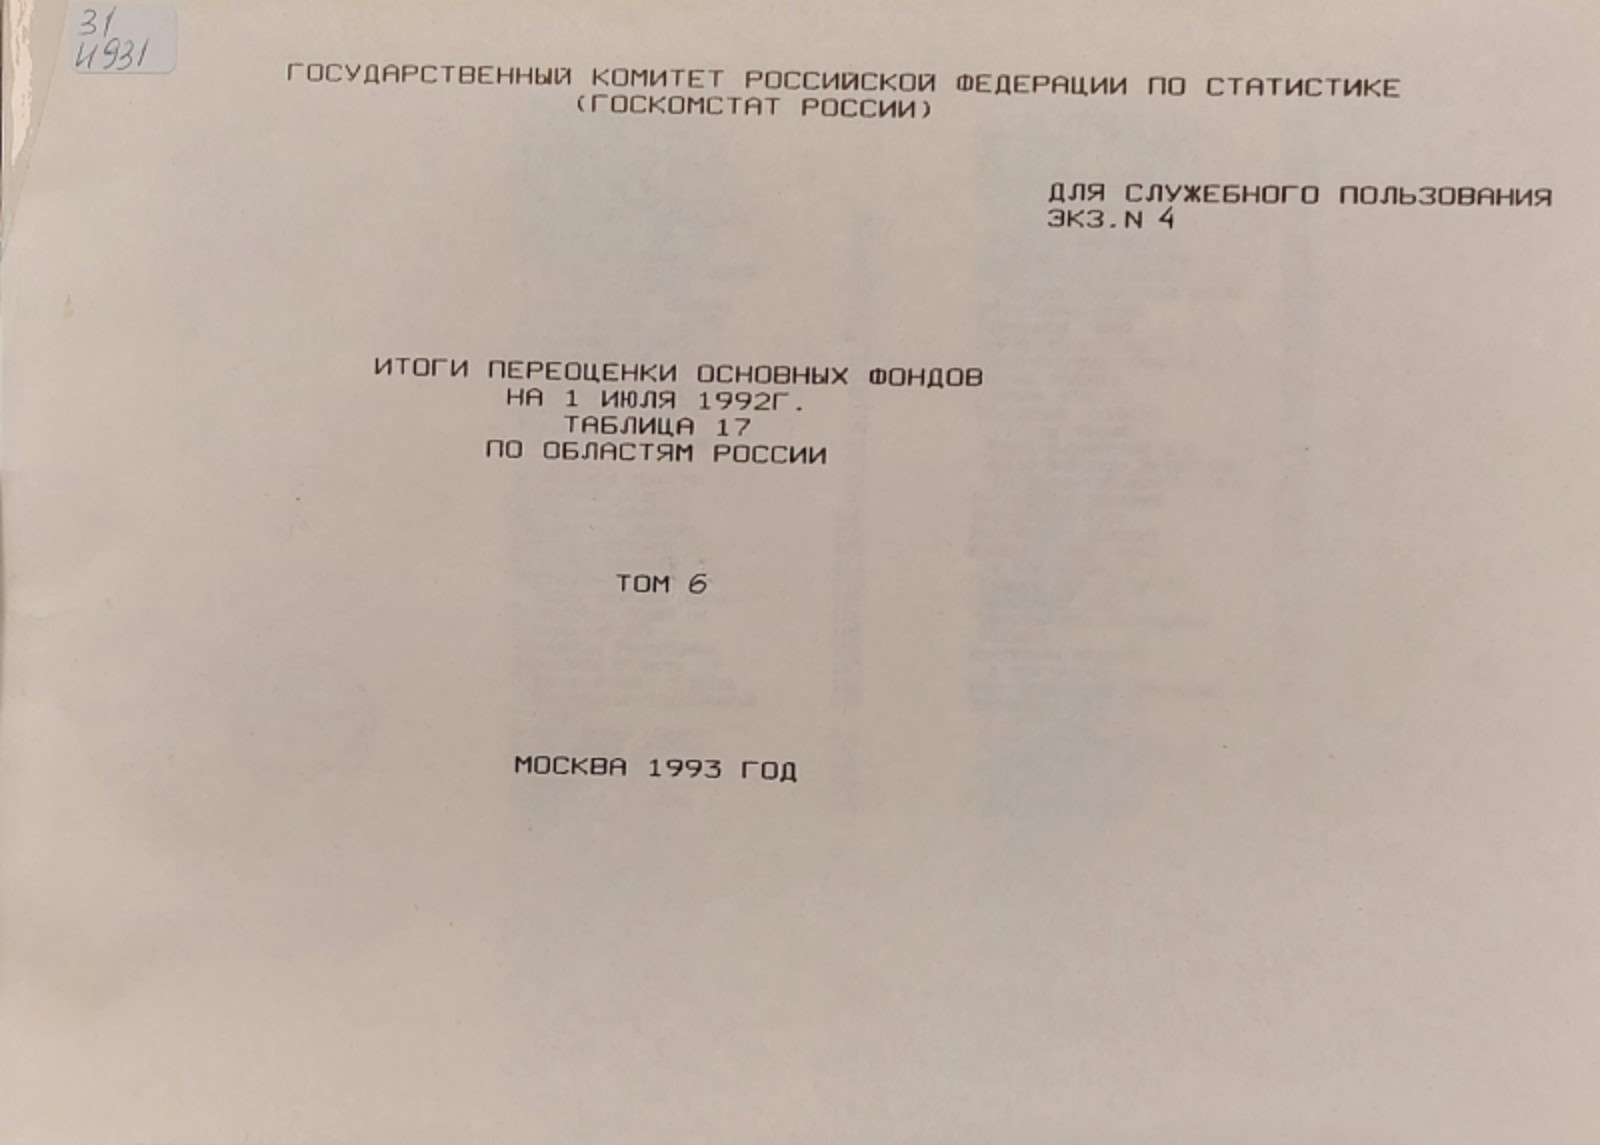 31
И931
ГОСУДАРСТВЕННЫЙ КОМИТЕТ РОССИЙСКОЙ ФЕДЕРАЦИИ ПО СТАТИСТИКЕ
(ГОСКОМСТАТ РОССИИ)
ДЛЯ СЛУЖЕБНОГО ПОЛЬЗОВАНИЯ
ЭКЗ.N 4
ИТОГИ ПЕРЕОЦЕНКИ ОСНОВНЫХ ФОНДОВ
НА 1 ИЮЛЯ 1992Г.
ТАБЛИЦА 17
ПО ОБЛАСТЯМ РОССИИ
ТОМ 6
МОСКВА 1993 ГОД